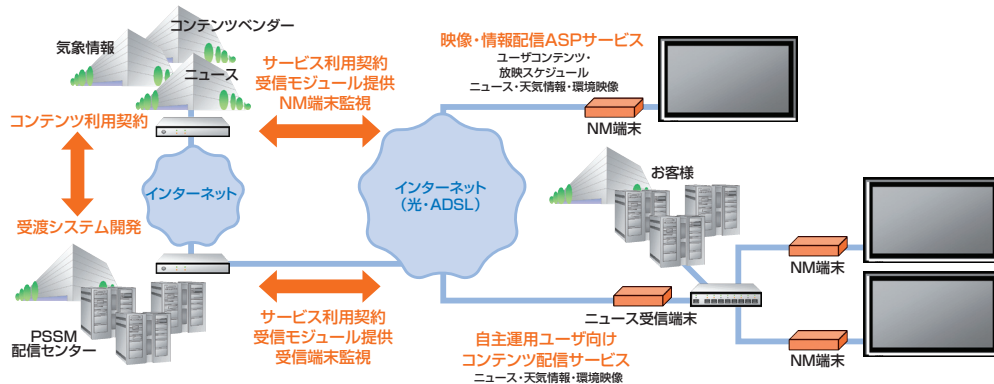 コンテンツベンダー
気象情報
ニュース
コンテンツ利用契約
インターネット
受渡システム開発
PSSM
配信センター
サービス利用契約
受信モジュール提供
NM端末監視
インターネット
（光・ADSL）
サービス利用契約
受信モジュール提供
受信端末監視
映像・情報配信ASPサービス
ユーザコンテンツ・
放映スケジュール
ニュース・天気情報・環境映像
NM端末
お客様
NM端末
ニュース受信端末
NM端末
自主運用ユーザ向け
コンテンツ配信サービス
ニュース・天気情報・環境映像